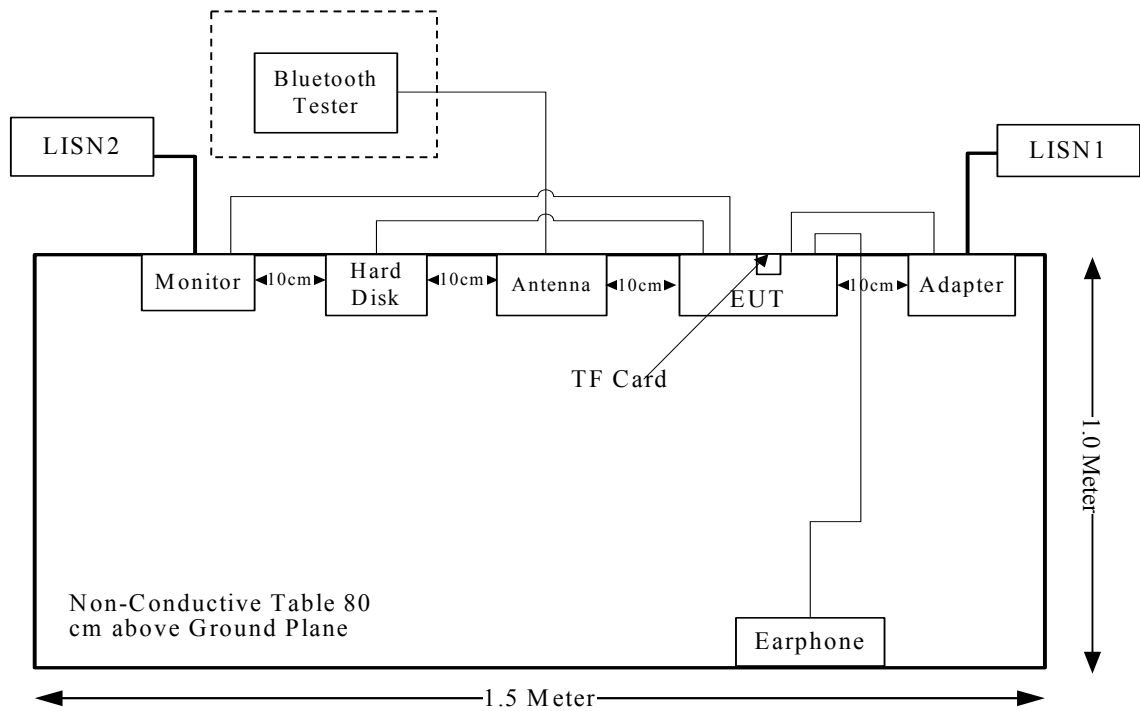 Bluetooth
Tester
LISN2
LISN1
Monitor
10cm
Hard
Disk
10cm
Antenna
10cm
EUT
10cm
Adapter
TF Card
1.0 Meter
Non-Conductive Table 80
cm above Ground Plane
Earphone
1.5 Meter